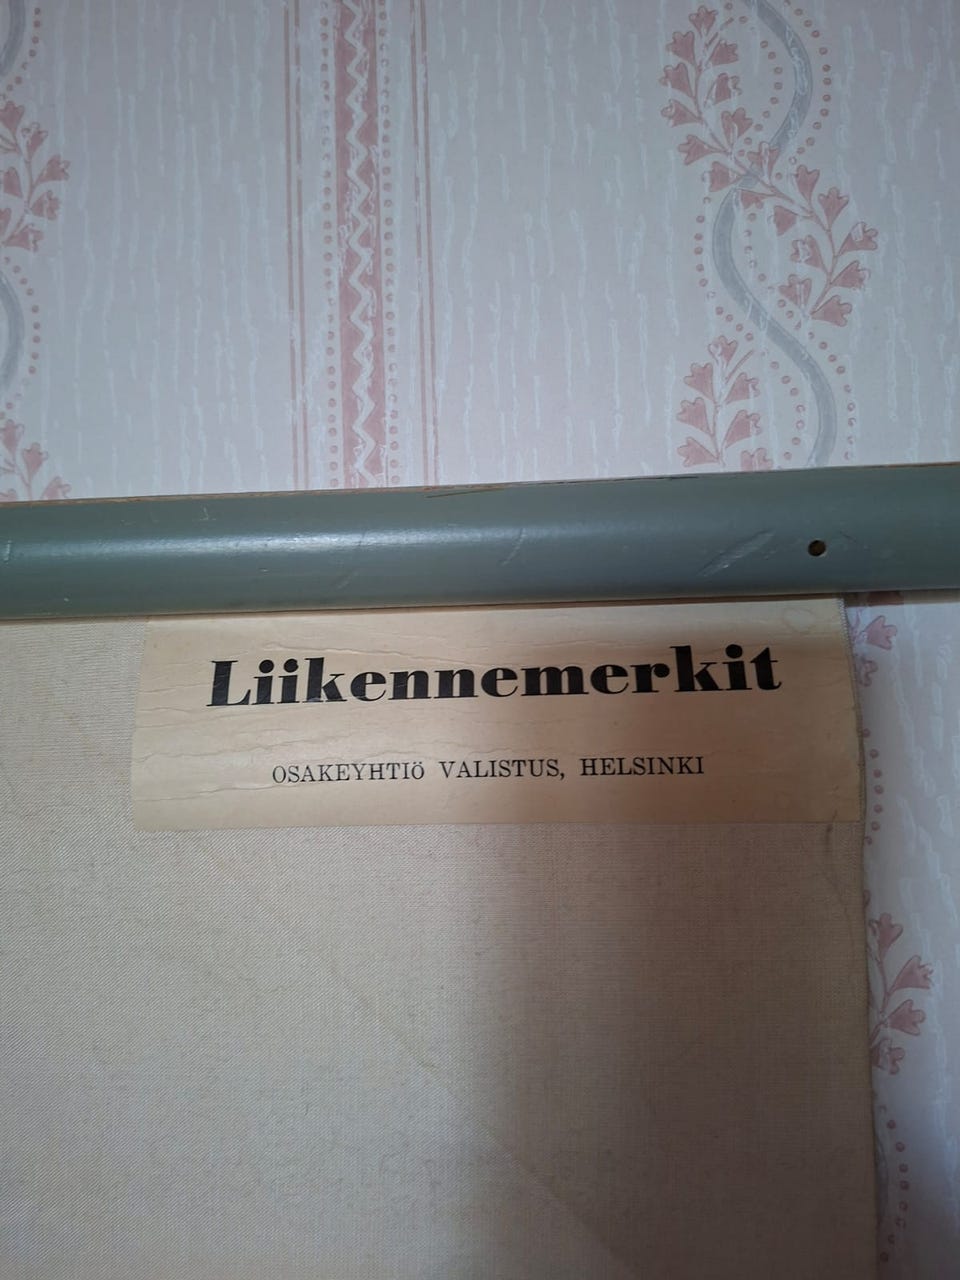 Liikennemerkit
OSAKEYHTIö VALISTUS, HELSINKI